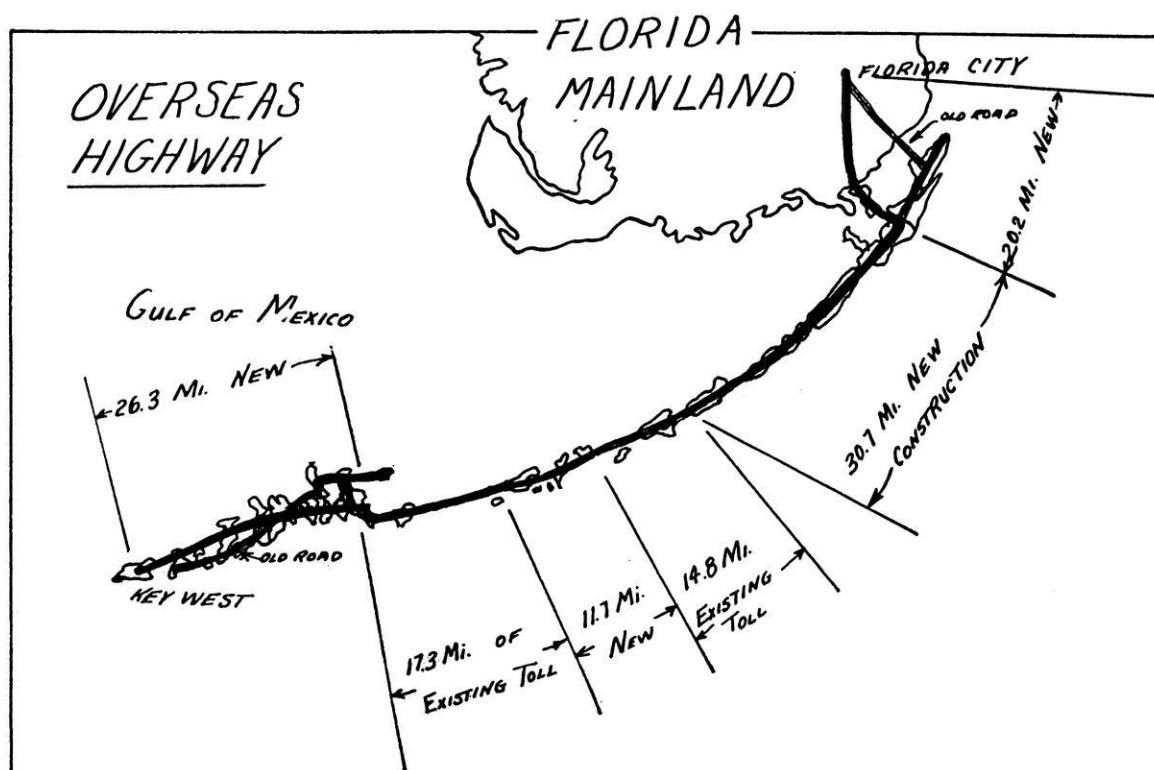 OVERSEAS
HIGHWAY
FLORIDA
MAINLAND
FLORIDA CITY
OLD ROAD
20.2 MI. NEW
30.7 MI. NEW
CONSTRUCTION
GULF OF MEXICO
26.3 MI. NEW
OLD ROAD
KEY WEST
17.3 MI. OF
EXISTING TOLL
11.7 MI.
NEW
14.8 MI.
EXISTING
TOLL